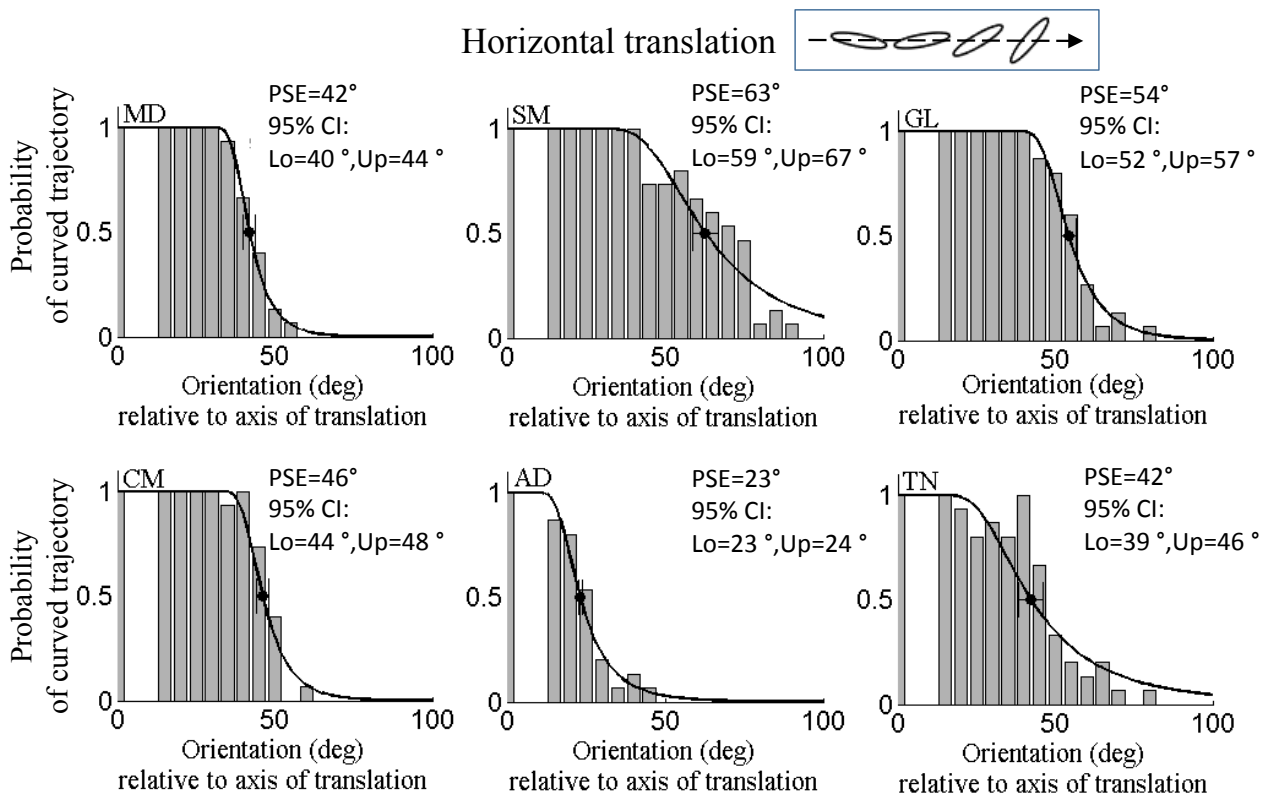 Horizontal translation
MD
PSE=42°
95% CI:
Lo=40 °,Up=44 °
Probability
of curved trajectory
1
0.5
0
0
50
100
Orientation (deg)
relative to axis of translation
SM
PSE=63°
95% CI:
Lo=59 °,Up=67 °
1
0.5
0
0
50
100
Orientation (deg)
relative to axis of translation
GL
PSE=54°
95% CI:
Lo=52 °,Up=57 °
1
0.5
0
0
50
100
Orientation (deg)
relative to axis of translation
CM
PSE=46°
95% CI:
Lo=44 °,Up=48 °
Probability
of curved trajectory
1
0.5
0
0
50
100
Orientation (deg)
relative to axis of translation
AD
PSE=23°
95% CI:
Lo=23 °,Up=24 °
1
0.5
0
0
50
100
Orientation (deg)
relative to axis of translation
TN
PSE=42°
95% CI:
Lo=39 °,Up=46 °
1
0.5
0
0
50
100
Orientation (deg)
relative to axis of translation